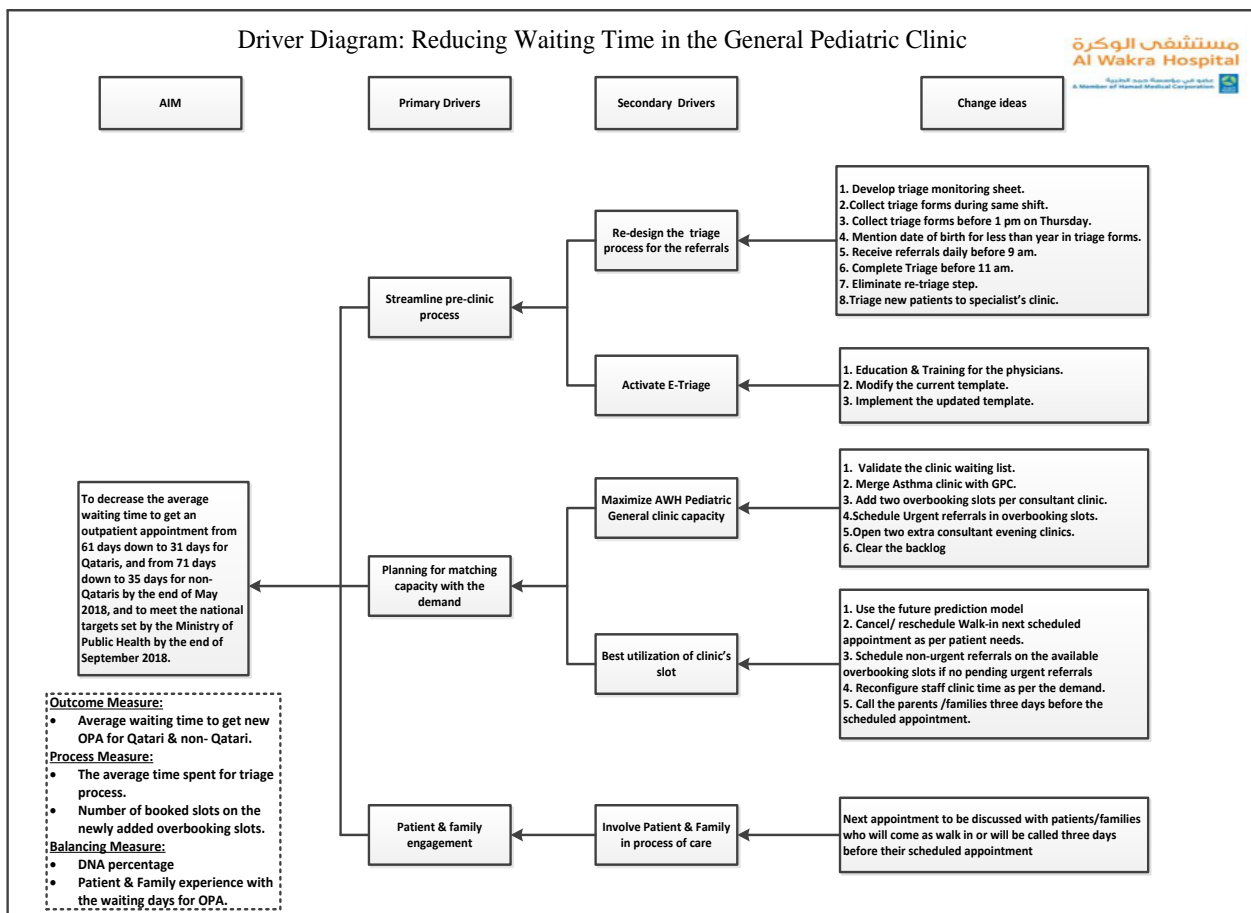 Driver Diagram: Reducing Waiting Time in the General Pediatric Clinic
مستشفى الوكرة
Al Wakra Hospital
عضو في مؤسسة حمد الطبية
A Member of Hamad Medical Corporation
AIM
Primary Drivers
Secondary Drivers
Change ideas
Re-design the triage
process for the referrals
1. Develop triage monitoring sheet.
2.Collect triage forms during same shift.
3. Collect triage forms before 1 pm on Thursday.
4. Mention date of birth for less than year in triage forms.
5. Receive referrals daily before 9 am.
6. Complete Triage before 11 am.
7. Eliminate re-triage step.
8.Triage new patients to specialist's clinic.
Streamline pre-clinic
process
Activate E-Triage
1. Education & Training for the physicians.
2. Modify the current template.
3. Implement the updated template.
To decrease the average
waiting time to get an
outpatient appointment from
61 days down to 31 days for
Qataris, and from 71 days
down to 35 days for non-
Qataris by the end of May
2018, and to meet the national
targets set by the Ministry of
Public Health by the end of
September 2018.
Planning for matching
capacity with the
demand
Maximize AWH Pediatric
General clinic capacity
1. Validate the clinic waiting list.
2. Merge Asthma clinic with GPC.
3. Add two overbooking slots per consultant clinic.
4.Schedule Urgent referrals in overbooking slots.
5.Open two extra consultant evening clinics.
6. Clear the backlog
Best utilization of clinic's
slot
1. Use the future prediction model
2. Cancel/ reschedule Walk-in next scheduled
appointment as per patient needs.
3. Schedule non-urgent referrals on the available
overbooking slots if no pending urgent referrals
4. Reconfigure staff clinic time as per the demand.
5. Call the parents /families three days before the
scheduled appointment.
Outcome Measure:
• Average waiting time to get new
OPA for Qatari & non- Qatari.
Process Measure:
• The average time spent for triage
process.
• Number of booked slots on the
newly added overbooking slots.
Balancing Measure:
• DNA percentage
• Patient & Family experience with
the waiting days for OPA.
Patient & family
engagement
Involve Patient & Family
in process of care
Next appointment to be discussed with patients/families
who will come as walk in or will be called three days
before their scheduled appointment